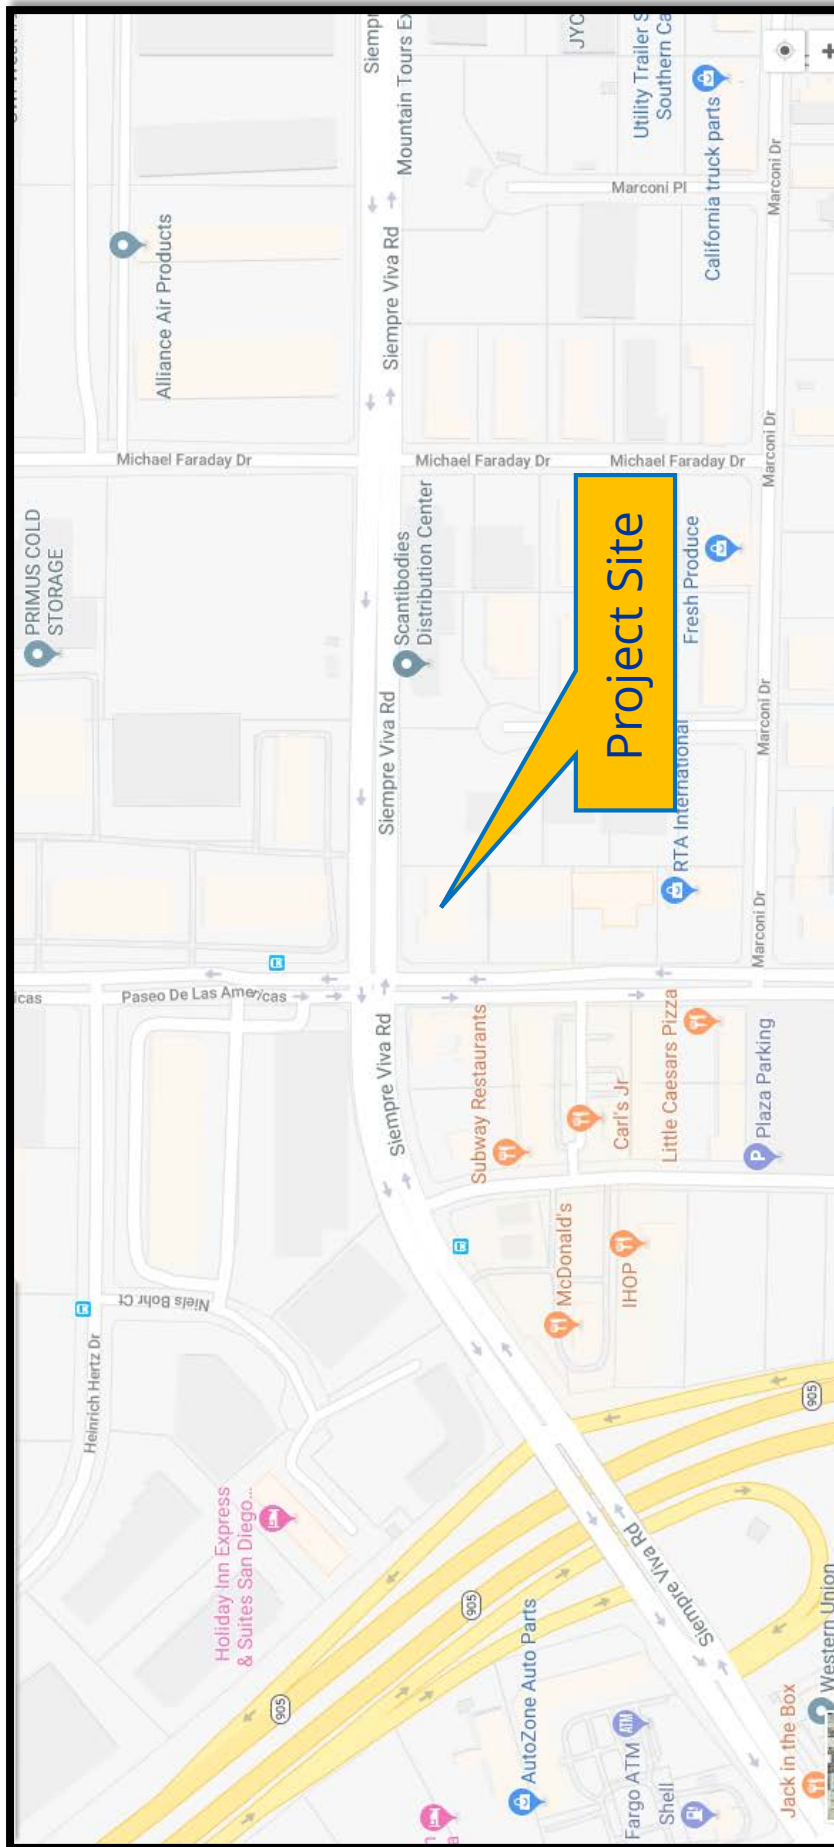 PRIMUS COLD
STORAGE
Alliance Air Products
Siemp
Mountain Tours E
JYC
Utility Trailer S
Southern Ca
California truck parts
Marconi Pl
Marconi Dr
Siempre Viva Rd
Michael Faraday Dr
Michael Faraday Dr
Michael Faraday Dr
Marconi Dr
Scantibodies
Distribution Center
Project Site
Fresh Produce
Siempre Viva Rd
Marconi Dr
RTA International
Marconi Dr
icas
Paseo De Las Americas
Siempre Viva Rd
Subway Restaurants
Carl's Jr
Little Caesars Pizza
P Plaza Parking
McDonald's
IHOP
Niels Bohr Ct
Heinrich Hertz Dr
Holiday Inn Express
& Suites San Diego...
905
905
905
Siempre Viva Rd
AutoZone Auto Parts
Fargo ATM
ATM
Shell
Jack in the Box
Western Union